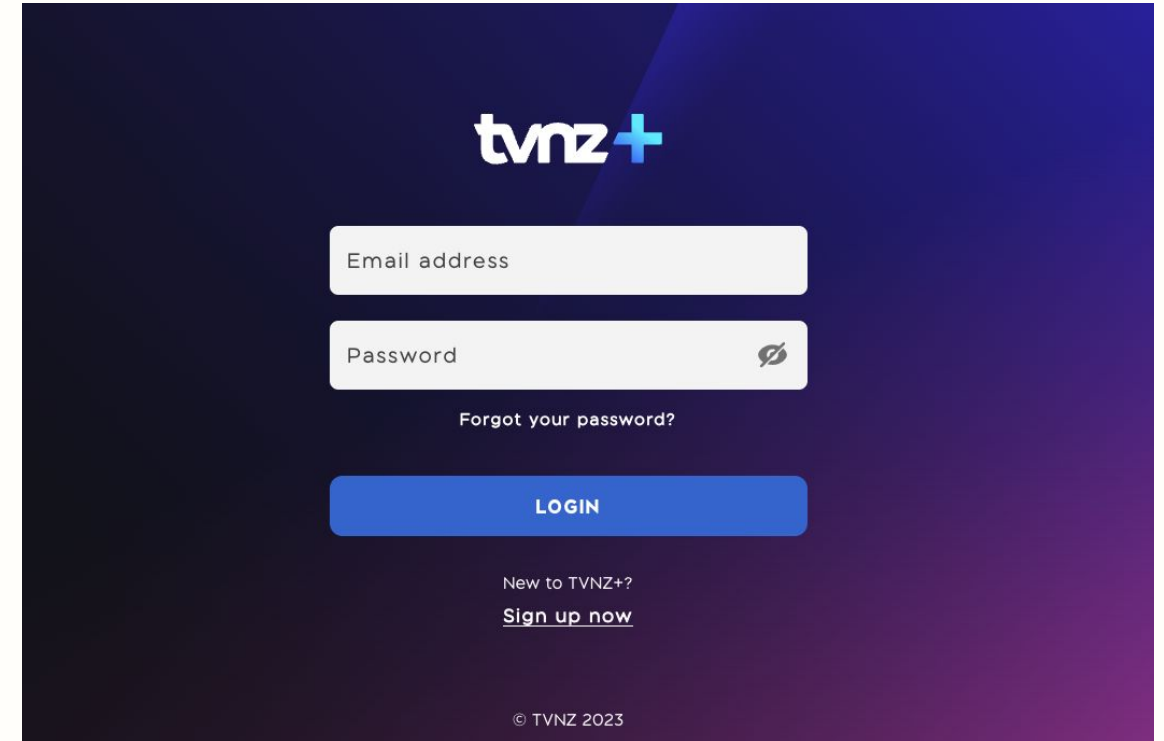 tvnz+
Email address
Password
Forgot your password?
LOGIN
New to TVNZ+?
Sign up now
© TVNZ 2023